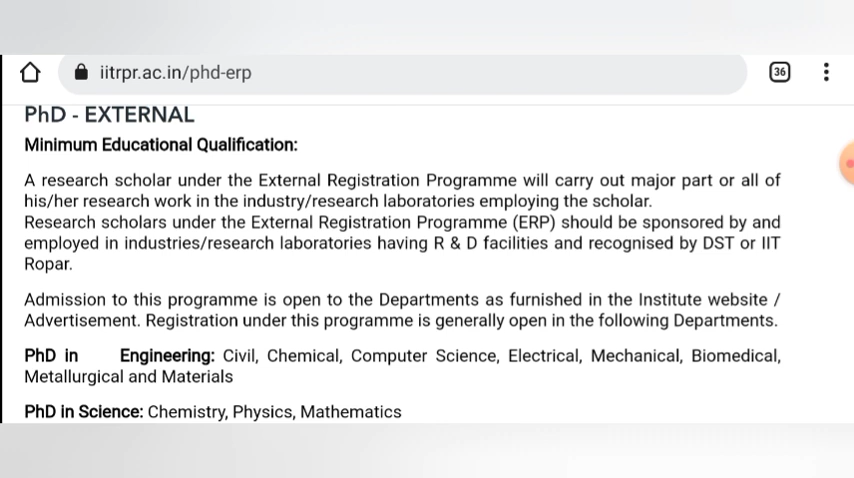 iitrpr.ac.in/phd-erp
36
PhD - EXTERNAL
Minimum Educational Qualification:
A research scholar under the External Registration Programme will carry out major part or all of
his/her research work in the industry/research laboratories employing the scholar.
Research scholars under the External Registration Programme (ERP) should be sponsored by and
employed in industries/research laboratories having R & D facilities and recognised by DST or IIT
Ropar.
Admission to this programme is open to the Departments as furnished in the Institute website /
Advertisement. Registration under this programme is generally open in the following Departments.
PhD in Engineering: Civil, Chemical, Computer Science, Electrical, Mechanical, Biomedical,
Metallurgical and Materials
PhD in Science: Chemistry, Physics, Mathematics